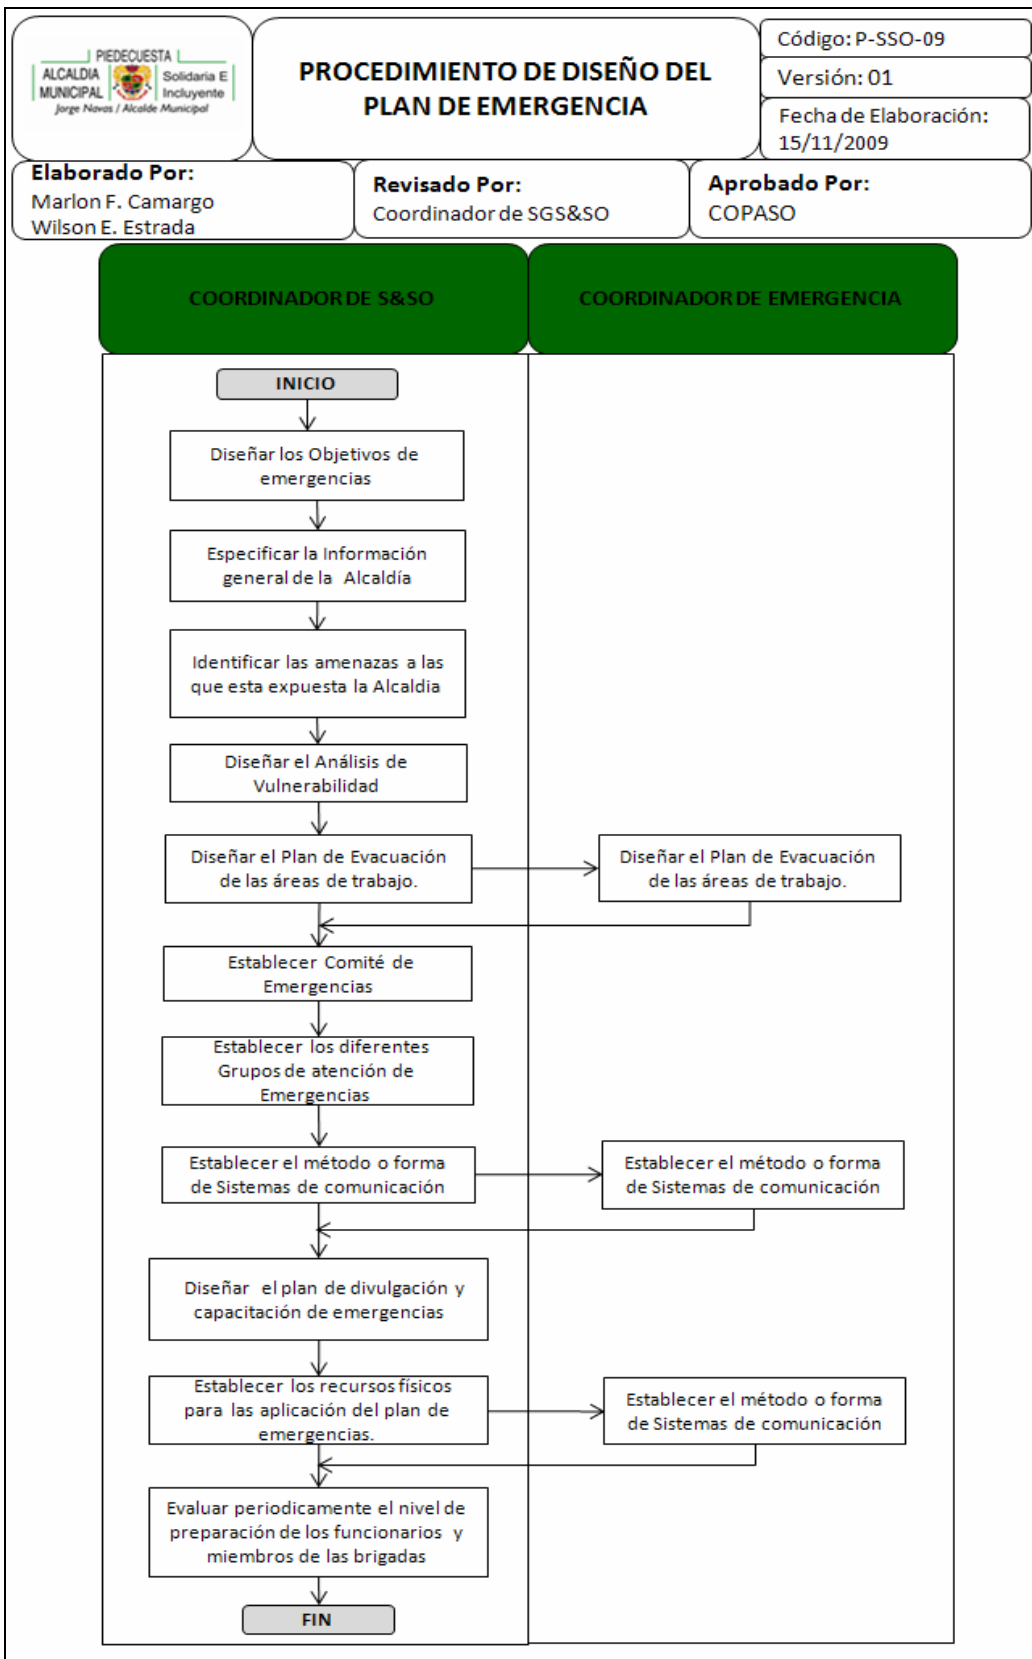 PIEDECUESTA
ALCALDIA
MUNICIPAL
Solidaria E
Incluyente
Jorge Navas / Alcalde Municipal
PROCEDIMIENTO DE DISEÑO DEL
PLAN DE EMERGENCIA
Código: P-SSO-09
Versión: 01
Fecha de Elaboración:
15/11/2009
Elaborado Por:
Marlon F. Camargo
Wilson E. Estrada
Revisado Por:
Coordinador de SGS&SO
Aprobado Por:
COPASO
COORDINADOR DE S&SO
COORDINADOR DE EMERGENCIA
INICIO
Diseñar los Objetivos de
emergencias
Especificar la Información
general de la Alcaldía
Identificar las amenazas a las
que esta expuesta la Alcaldia
Diseñar el Análisis de
Vulnerabilidad
Diseñar el Plan de Evacuación
de las áreas de trabajo.
Diseñar el Plan de Evacuación
de las áreas de trabajo.
Establecer Comité de
Emergencias
Establecer los diferentes
Grupos de atención de
Emergencias
Establecer el método o forma
de Sistemas de comunicación
Establecer el método o forma
de Sistemas de comunicación
Diseñar el plan de divulgación y
capacitación de emergencias
Establecer los recursos físicos
para las aplicación del plan de
emergencias.
Establecer el método o forma
de Sistemas de comunicación
Evaluar periodicamente el nivel de
preparación de los funcionarios y
miembros de las brigadas
FIN